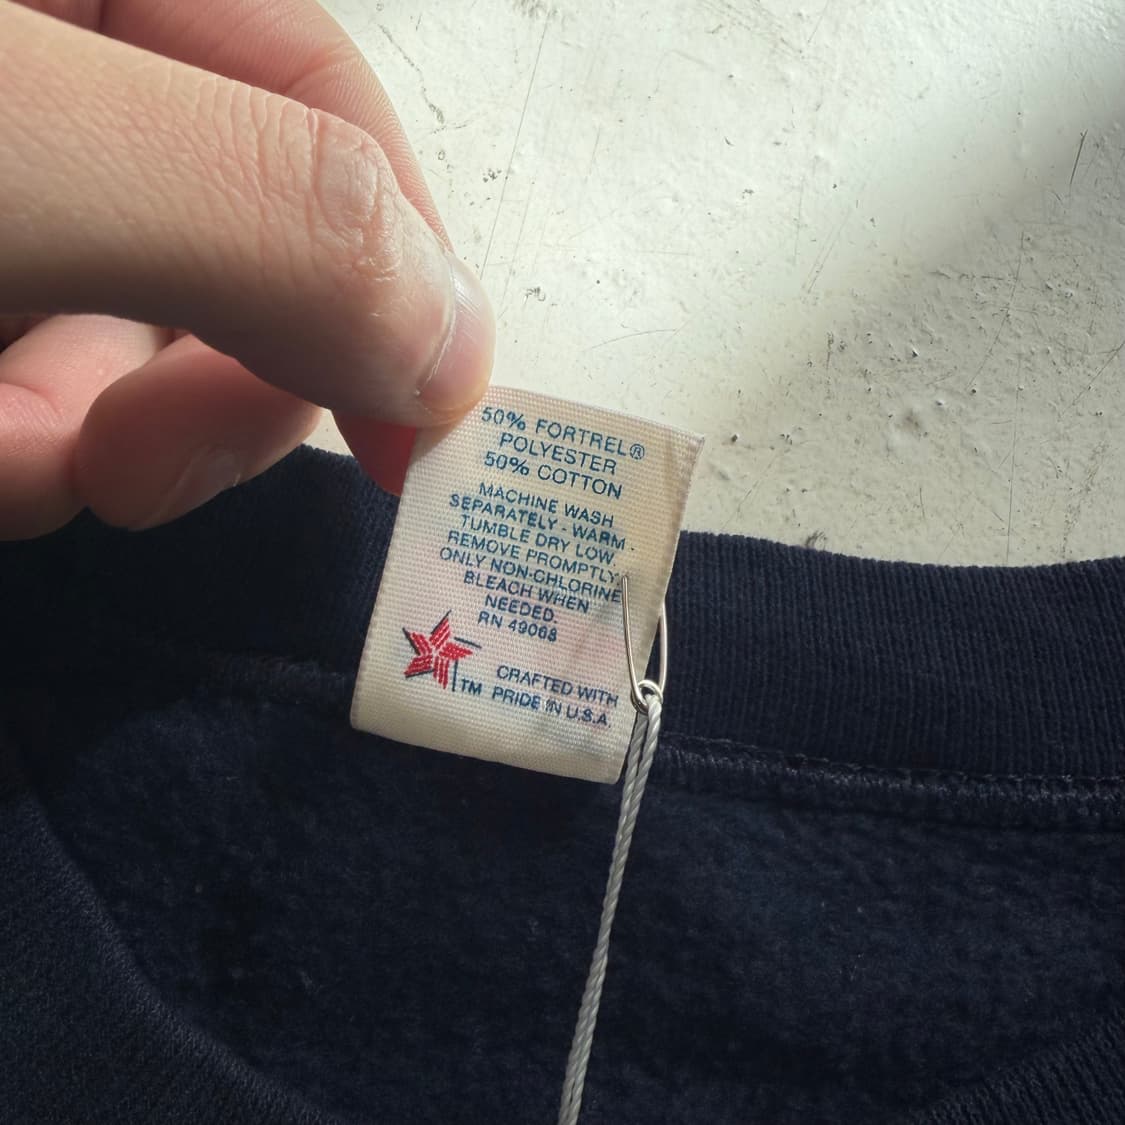 50% FORTREL®
POLYESTER
50% COTTON
MACHINE WASH
SEPARATELY - WARM.
TUMBLE DRY LOW.
REMOVE PROMPTLY.
ONLY NON-CHLORINE
BLEACH WHEN
NEEDED.
RN 49068
TM
CRAFTED WITH
PRIDE IN U.S.A.